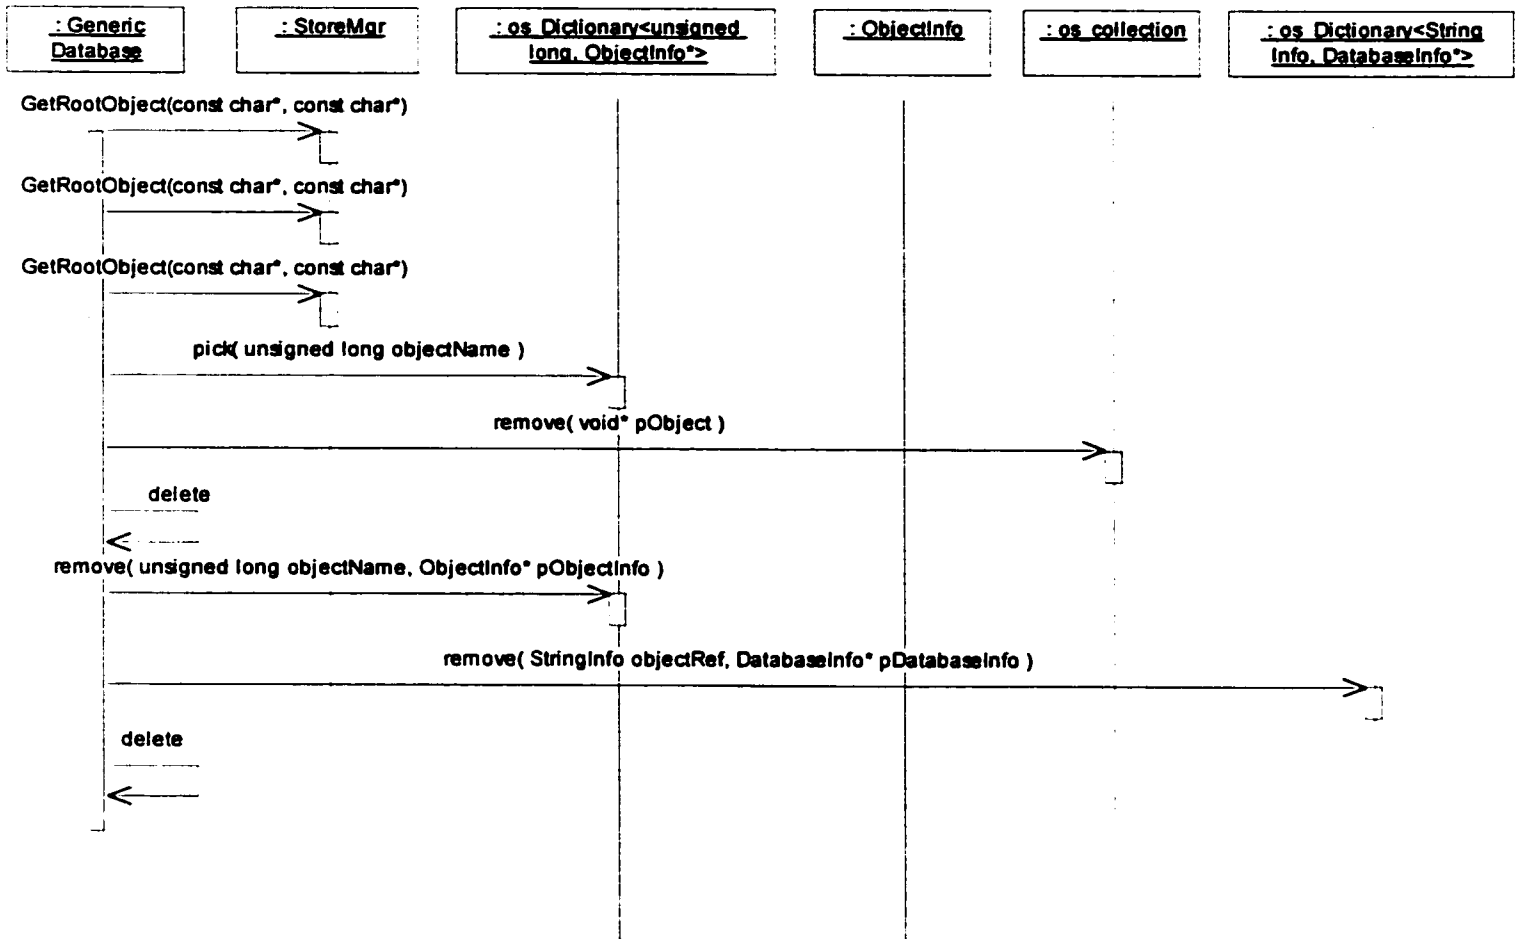 : Generic
Database
: StoreMgr
: os_Dictionary<unsigned
long, ObjectInfo*>
: ObjectInfo
: os_collection
: os_Dictionary<String
Info, DatabaseInfo*>
GetRootObject(const char*, const char*)
GetRootObject(const char*, const char*)
GetRootObject(const char*, const char*)
pick( unsigned long objectName )
remove( void* pObject )
delete
remove( unsigned long objectName, ObjectInfo* pObjectInfo )
remove( StringInfo objectRef, DatabaseInfo* pDatabaseInfo )
delete